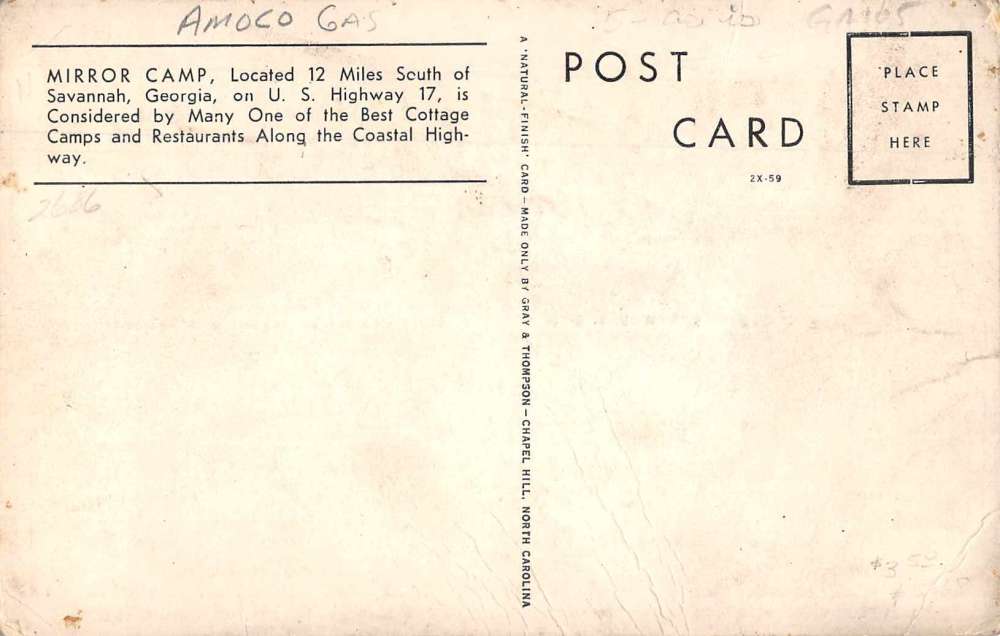 AMOCO GAS
MIRROR CAMP, Located 12 Miles South of
Savannah, Georgia, on U. S. Highway 17, is
Considered by Many One of the Best Cottage
Camps and Restaurants Along the Coastal High-
way.
2686
A 'NATURAL-FINISH' CARD — MADE ONLY BY GRAY & THOMPSON — CHAPEL HILL, NORTH CAROLINA
POST
CARD
2X-59
PLACE
STAMP
HERE